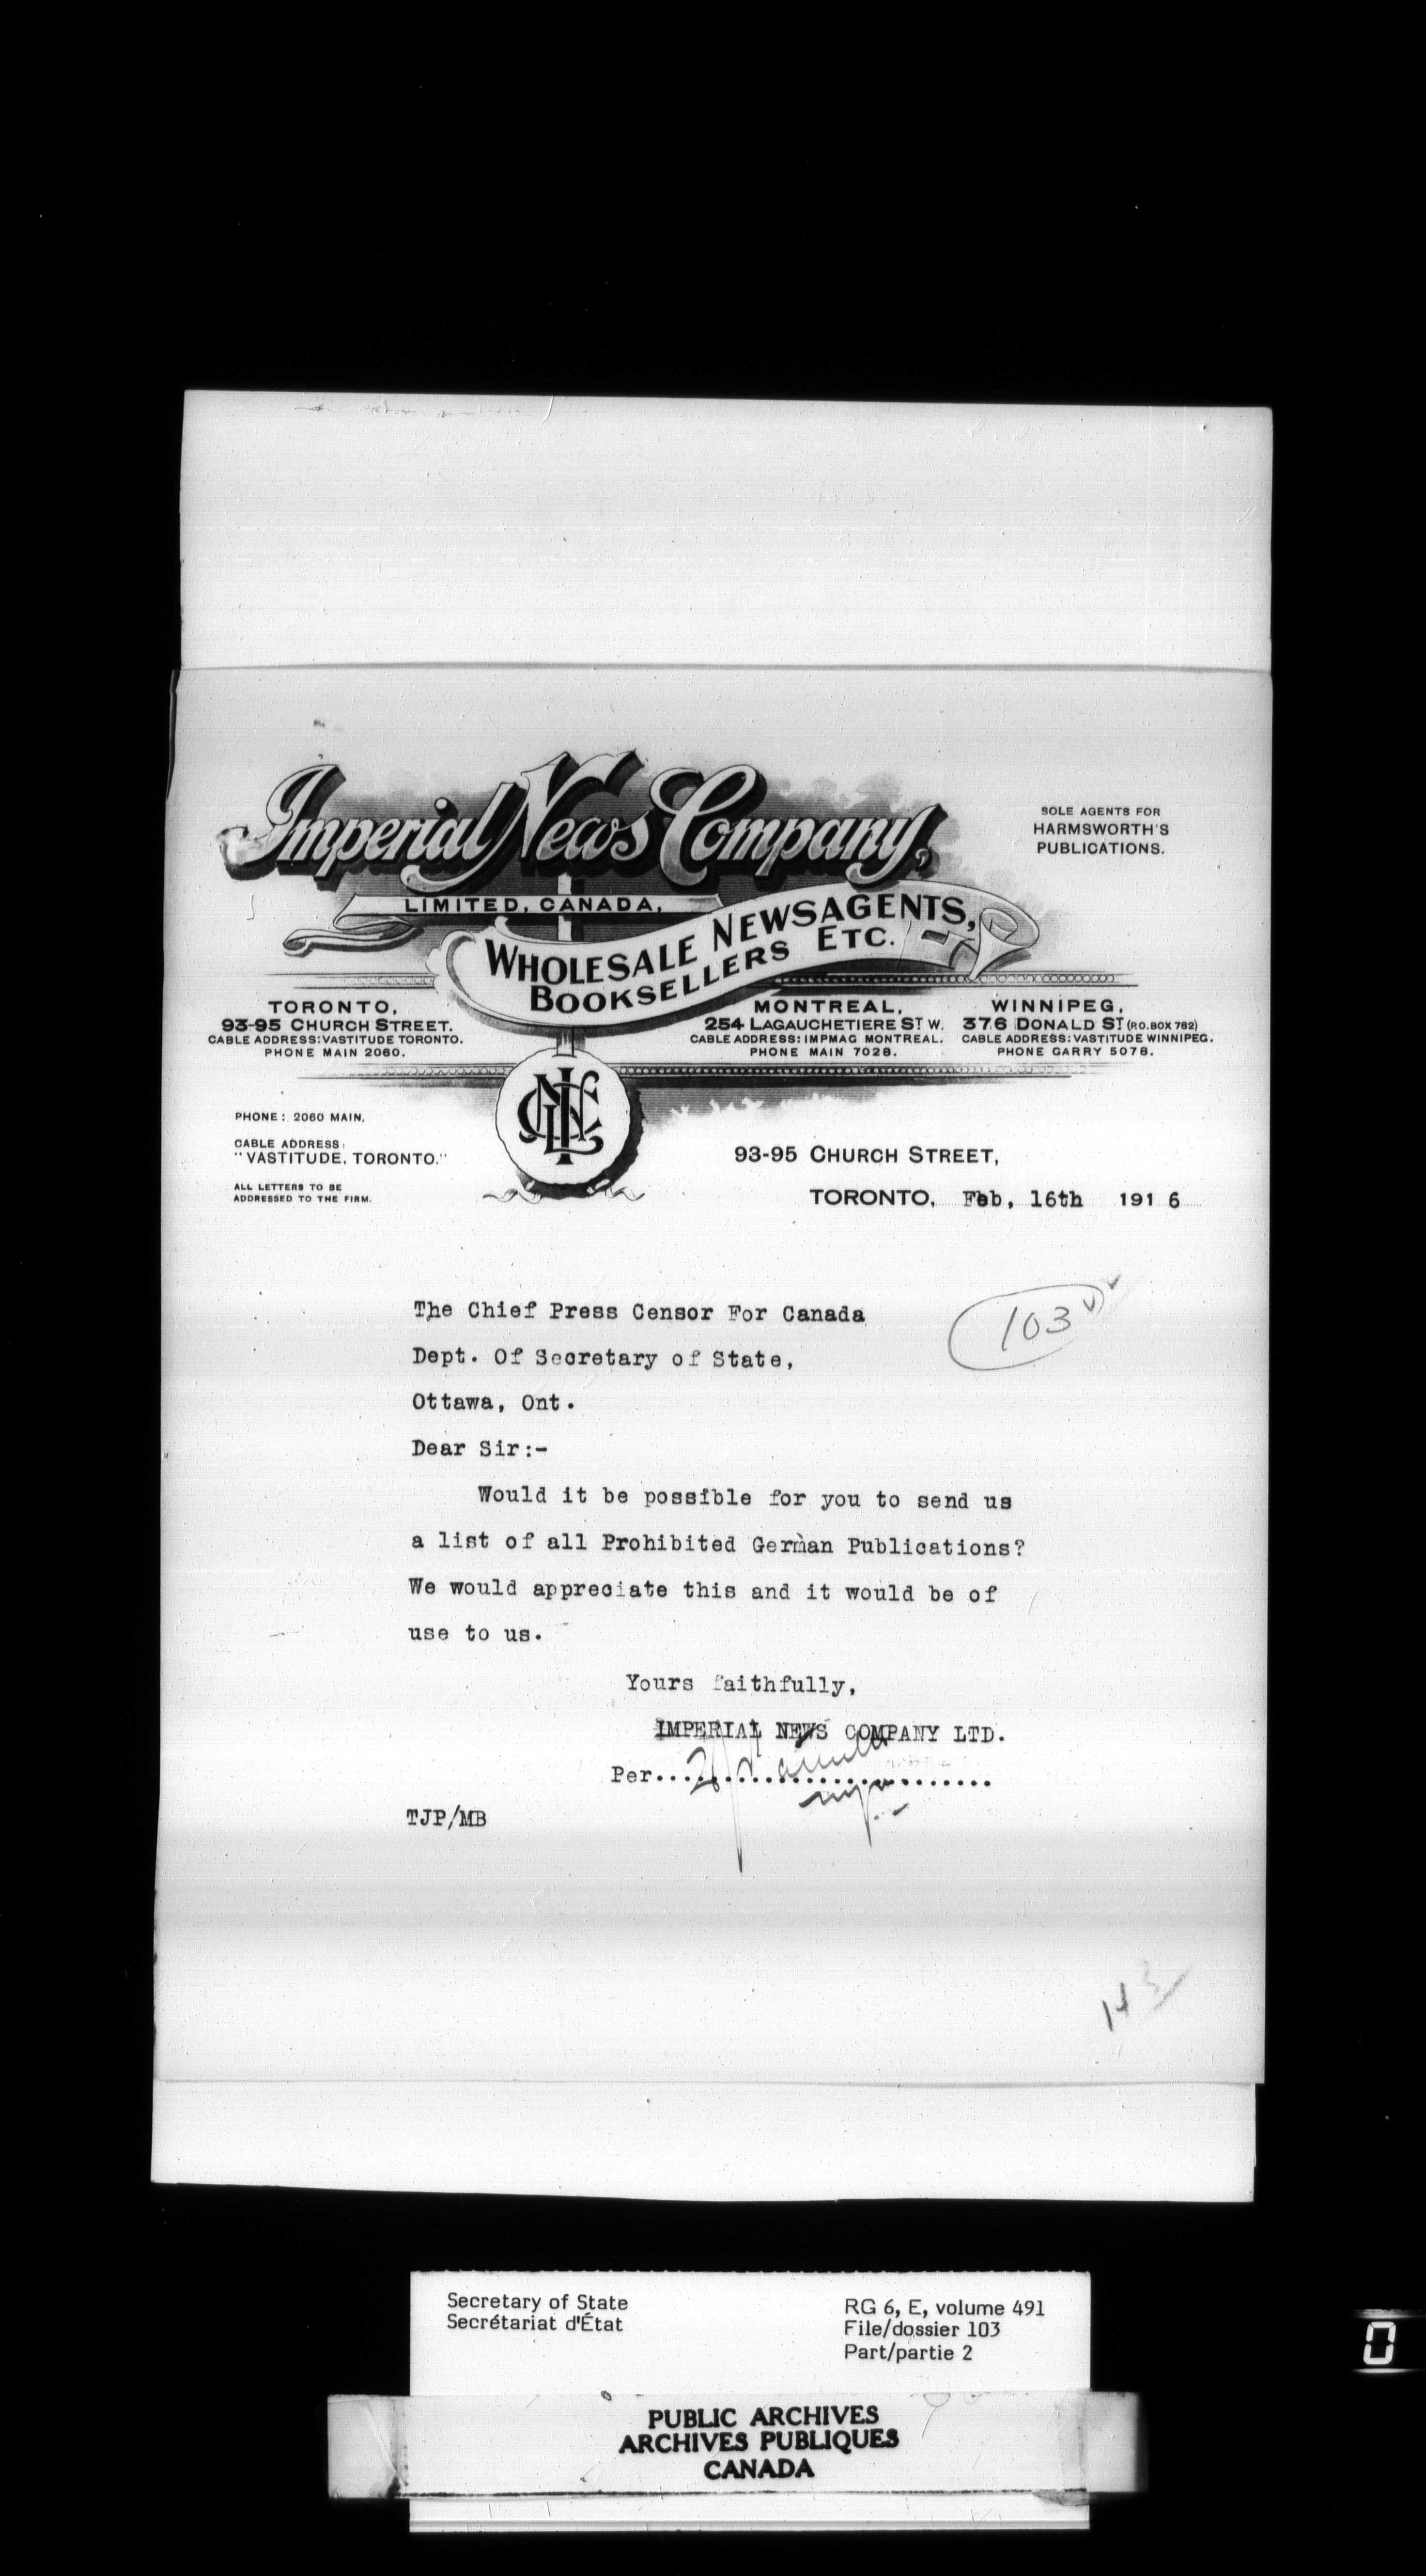 Imperial News Company,
LIMITED, CANADA,
WHOLESALE NEWSAGENTS,
BOOKSELLERS ETC.
SOLE AGENTS FOR
HARMSWORTH'S
PUBLICATIONS.
TORONTO,
93-95 CHURCH STREET.
CABLE ADDRESS: VASTITUDE TORONTO.
PHONE MAIN 2060.
MONTREAL,
254 LAGAUCHETIERE ST W.
CABLE ADDRESS: IMPMAG MONTREAL.
PHONE MAIN 7028.
WINNIPEG,
376 DONALD ST (P.O. BOX 782)
CABLE ADDRESS: VASTITUDE WINNIPEG.
PHONE GARRY 5078.
PHONE: 2060 MAIN.
CABLE ADDRESS:
"VASTITUDE, TORONTO."
ALL LETTERS TO BE
ADDRESSED TO THE FIRM.
93-95 CHURCH STREET,
TORONTO, Feb, 16th 1916
103
The Chief Press Censor For Canada
Dept. Of Secretary of State,
Ottawa, Ont.
Dear Sir:-
Would it be possible for you to send us
a list of all Prohibited German Publications?
We would appreciate this and it would be of
use to us.
Yours faithfully,
IMPERIAL NEWS COMPANY LTD.
Per
TJP/MB
Secretary of State
Secrétariat d'État
RG 6, E, volume 491
File/dossier 103
Part/partie 2
PUBLIC ARCHIVES
ARCHIVES PUBLIQUES
CANADA
0